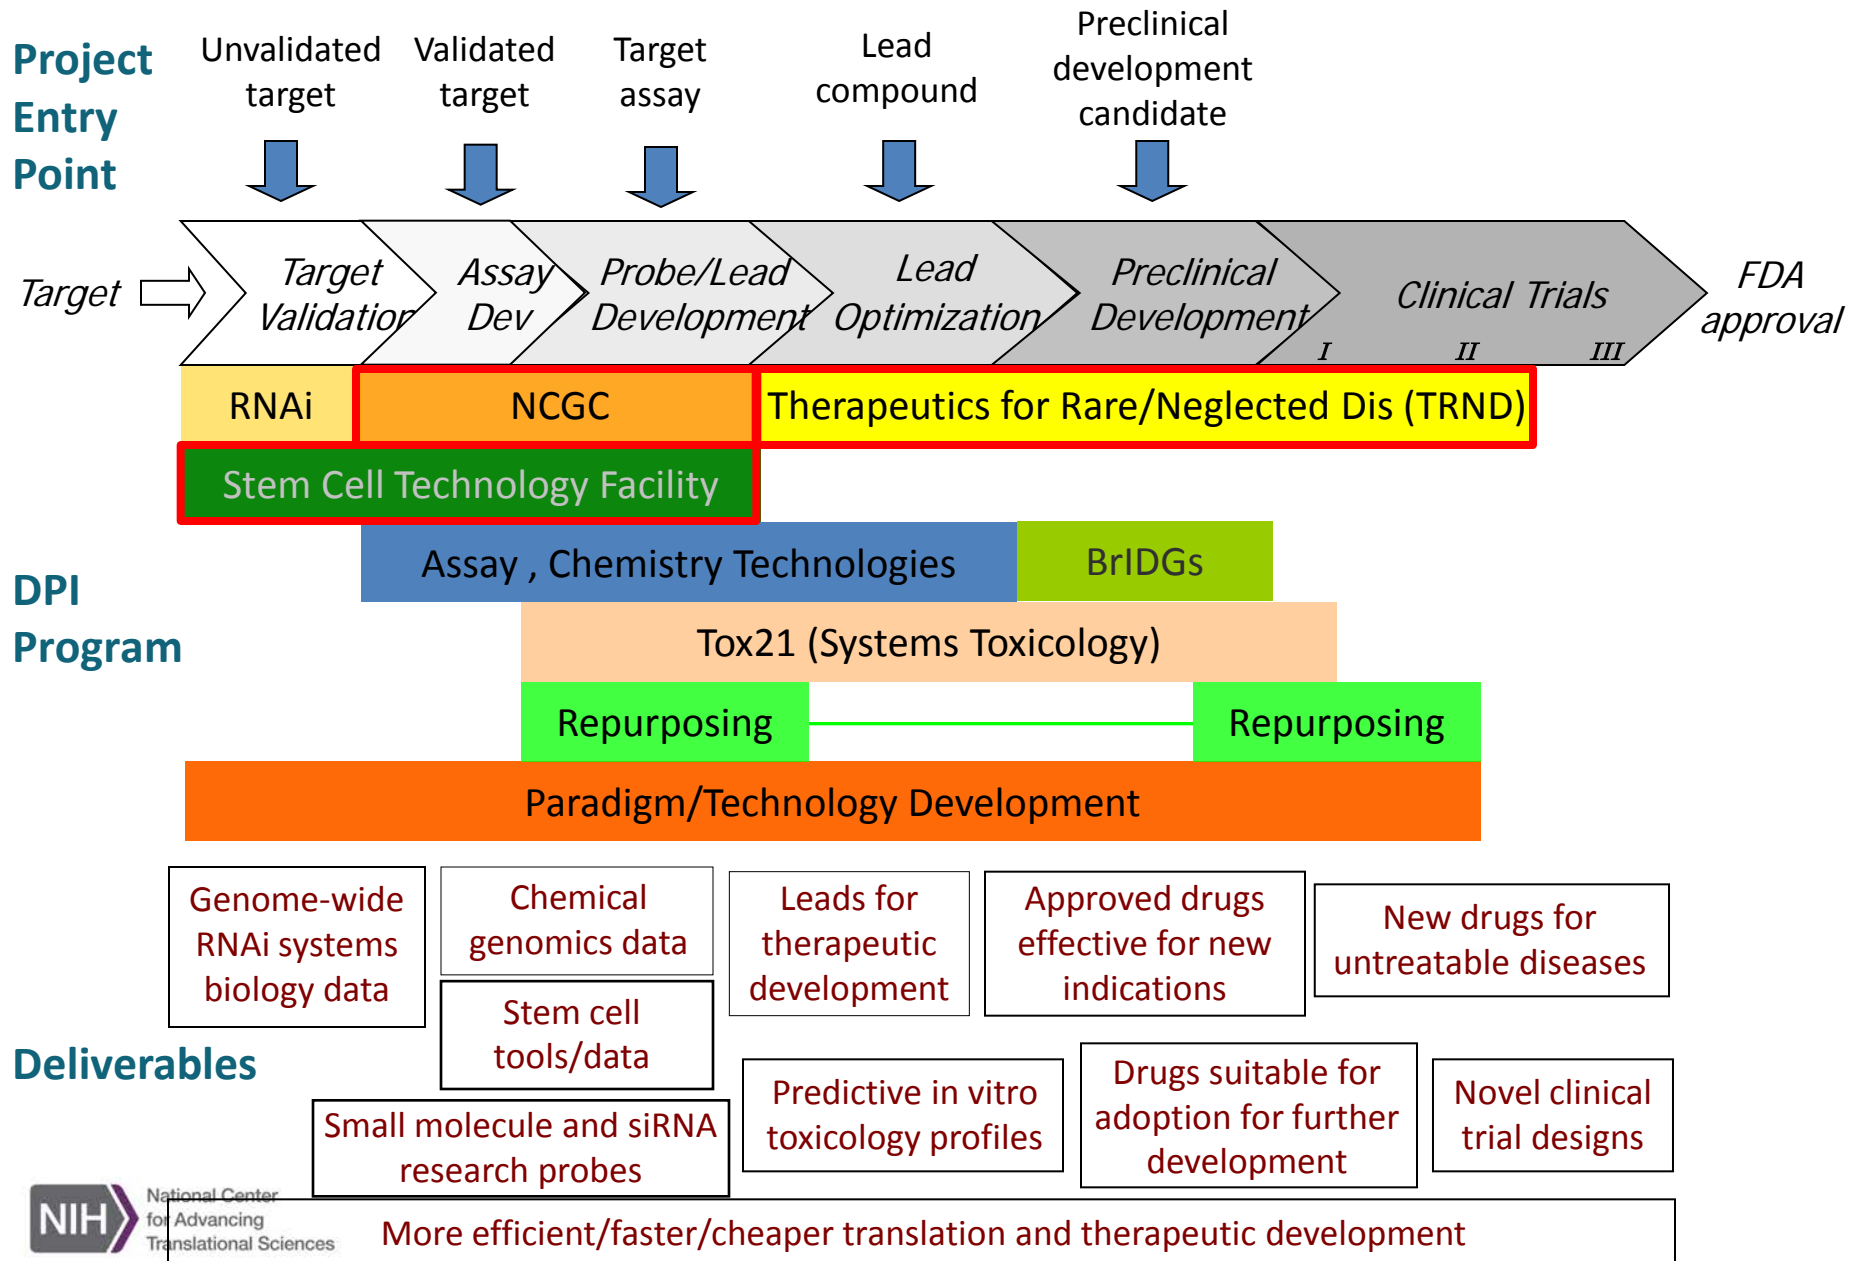 Project
Entry
Point
Unvalidated
target
Validated
target
Target
assay
Lead
compound
Preclinical
development
candidate
Target
Target
Validation
Assay
Dev
Probe/Lead
Development
Lead
Optimization
Preclinical
Development
Clinical Trials
I II III
FDA
approval
RNAi
NCGC
Therapeutics for Rare/Neglected Dis (TRND)
Stem Cell Technology Facility
DPI
Program
Assay , Chemistry Technologies
BrIDGs
Tox21 (Systems Toxicology)
Repurposing
Repurposing
Paradigm/Technology Development
Deliverables
Genome-wide
RNAi systems
biology data
Chemical
genomics data
Leads for
therapeutic
development
Approved drugs
effective for new
indications
New drugs for
untreatable diseases
Stem cell
tools/data
Small molecule and siRNA
research probes
Predictive in vitro
toxicology profiles
Drugs suitable for
adoption for further
development
Novel clinical
trial designs
NIH
National Center
for Advancing
Translational Sciences
More efficient/faster/cheaper translation and therapeutic development